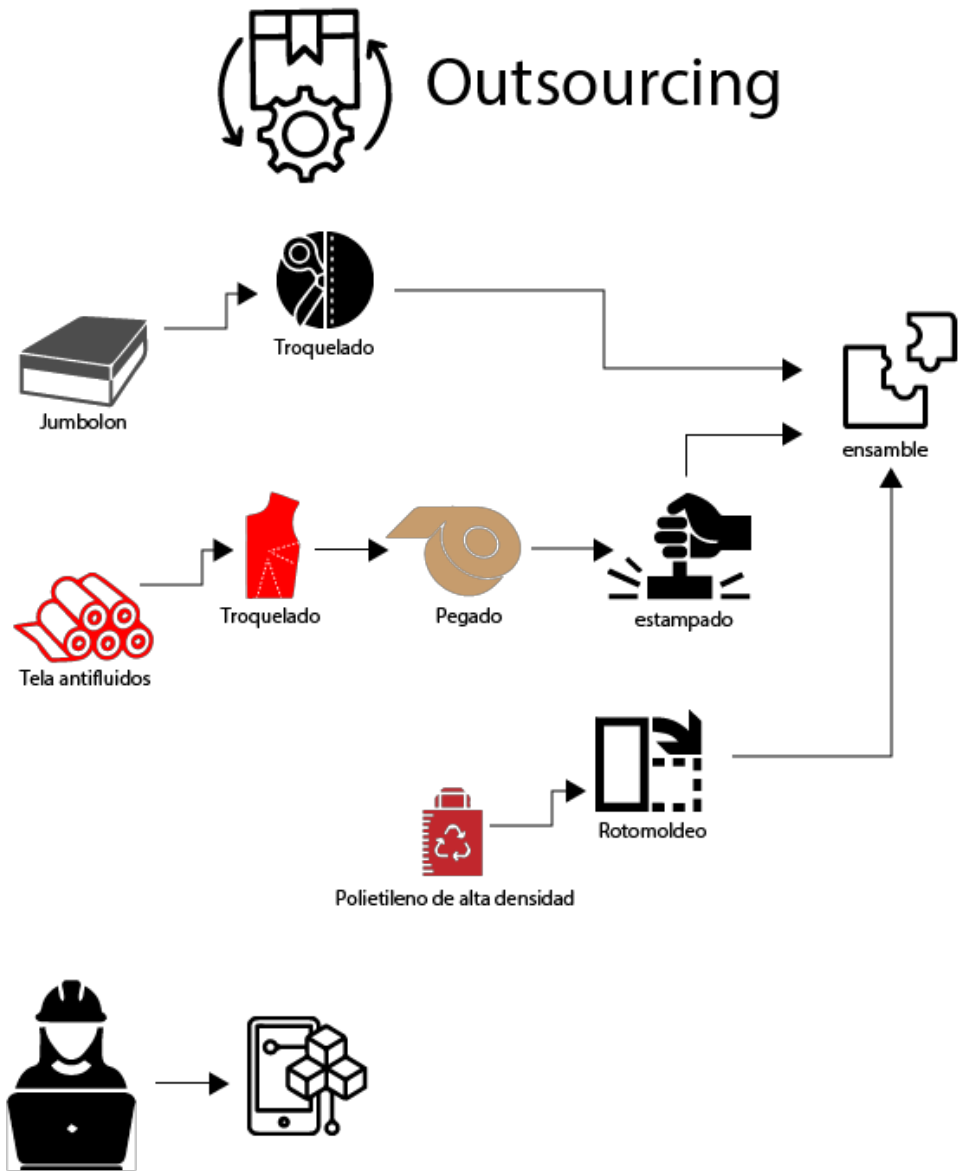 Outsourcing
Troquelado
Jumbolon
ensamble
Troquelado
Pegado
estampado
Tela antifluidos
Rotomoldeo
Polietileno de alta densidad